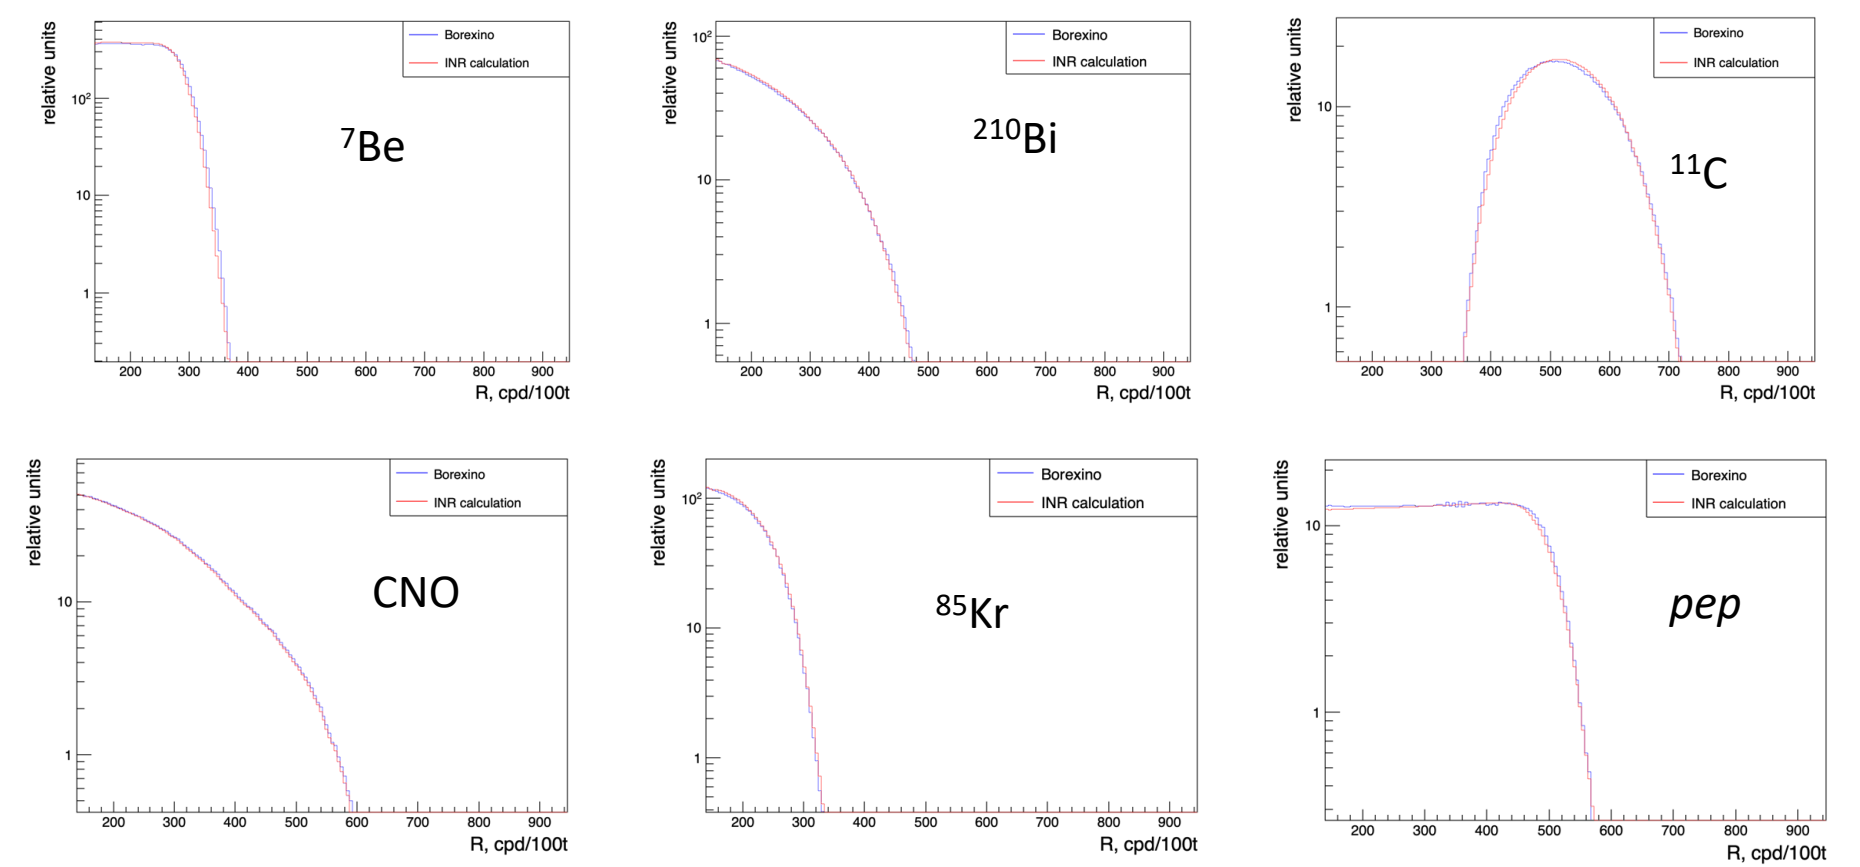 relative units
10²
10
1
Borexino
INR calculation
⁷Be
200 300 400 500 600 700 800 900
R, cpd/100t
relative units
10²
10
1
Borexino
INR calculation
²¹⁰Bi
200 300 400 500 600 700 800 900
R, cpd/100t
relative units
10
1
Borexino
INR calculation
¹¹C
200 300 400 500 600 700 800 900
R, cpd/100t
relative units
10
1
Borexino
INR calculation
CNO
200 300 400 500 600 700 800 900
R, cpd/100t
relative units
10²
10
1
Borexino
INR calculation
⁸⁵Kr
200 300 400 500 600 700 800 900
R, cpd/100t
relative units
10
1
Borexino
INR calculation
pep
200 300 400 500 600 700 800 900
R, cpd/100t